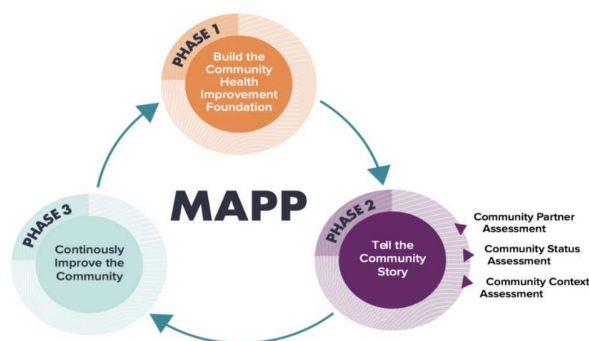 PHASE 1
Build the
Community
Health
Improvement
Foundation
MAPP
PHASE 2
Tell the
Community
Story
Community Partner
Assessment
Community Status
Assessment
Community Context
Assessment
PHASE 3
Continously
Improve the
Community